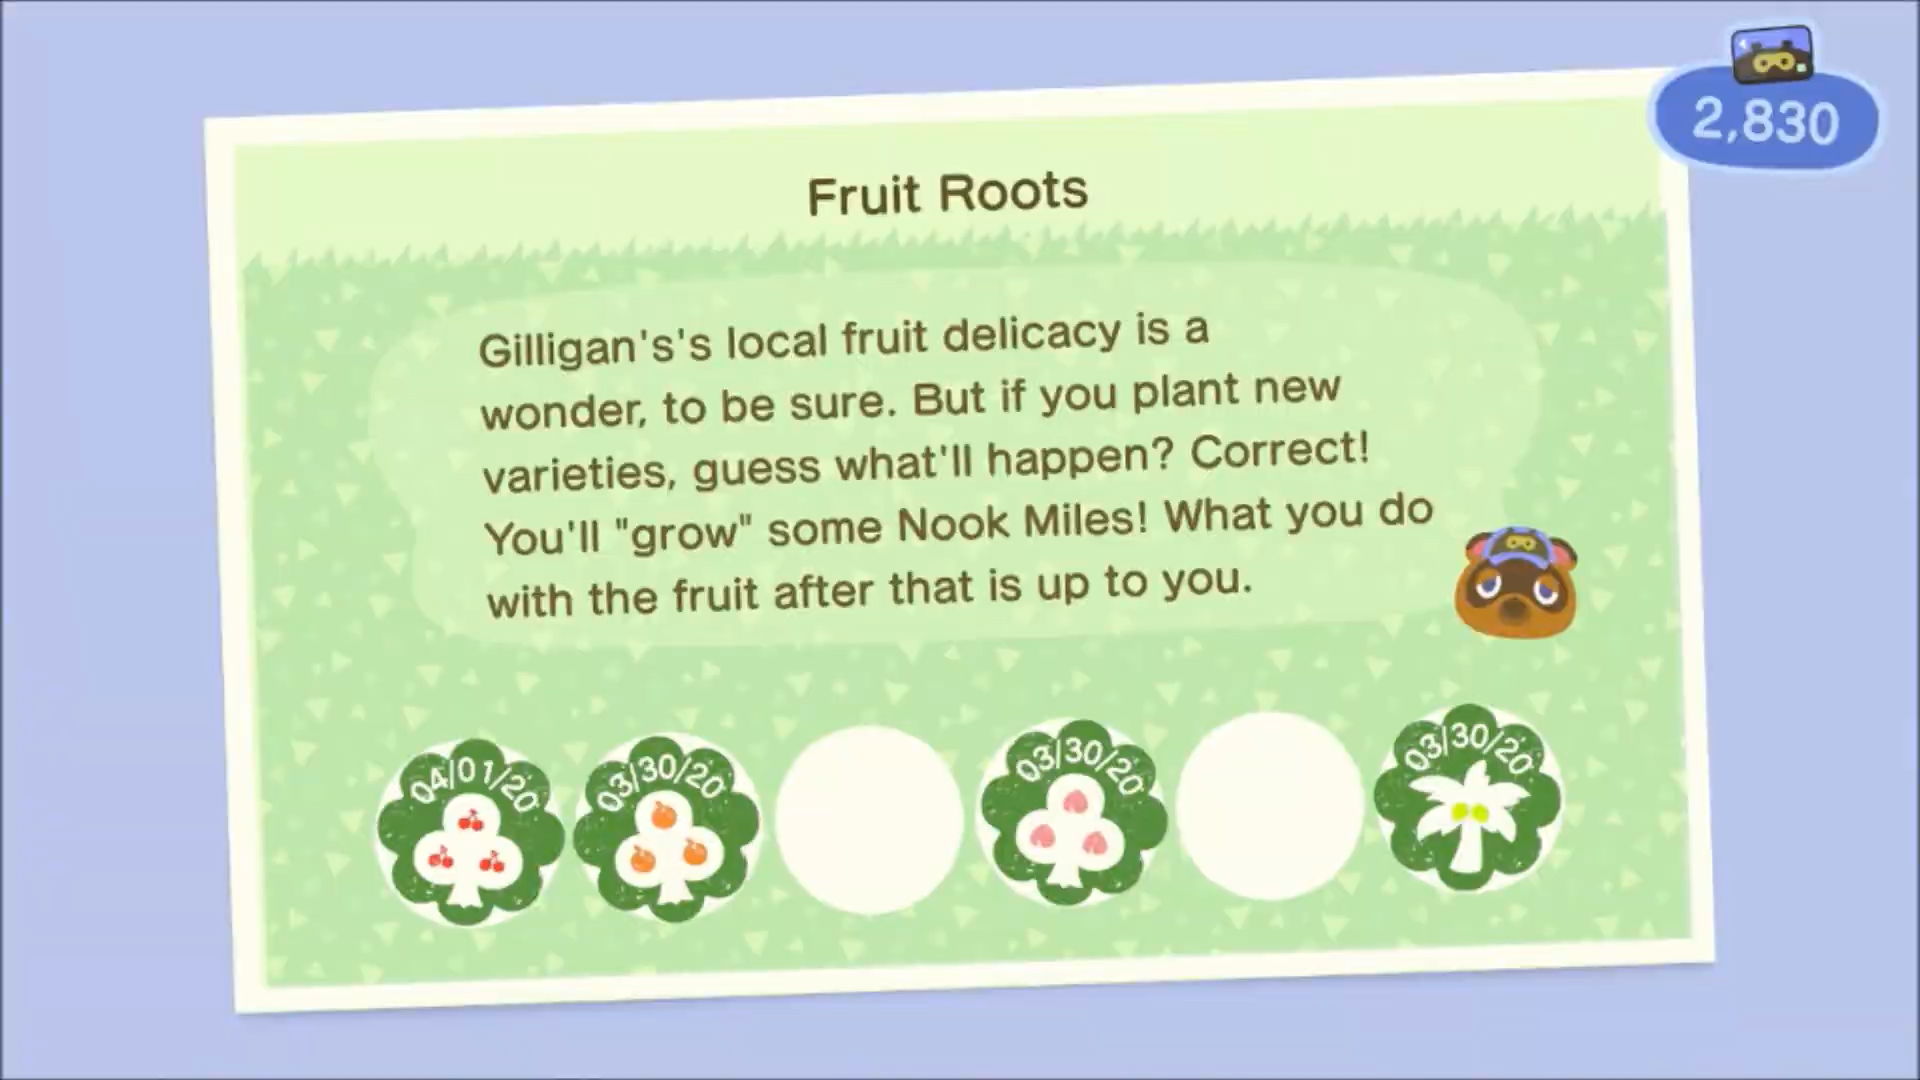 2,830
Fruit Roots
Gilligan's's local fruit delicacy is a
wonder, to be sure. But if you plant new
varieties, guess what'll happen? Correct!
You'll "grow" some Nook Miles! What you do
with the fruit after that is up to you.
04/01/20
03/30/20
03/30/20
03/30/20